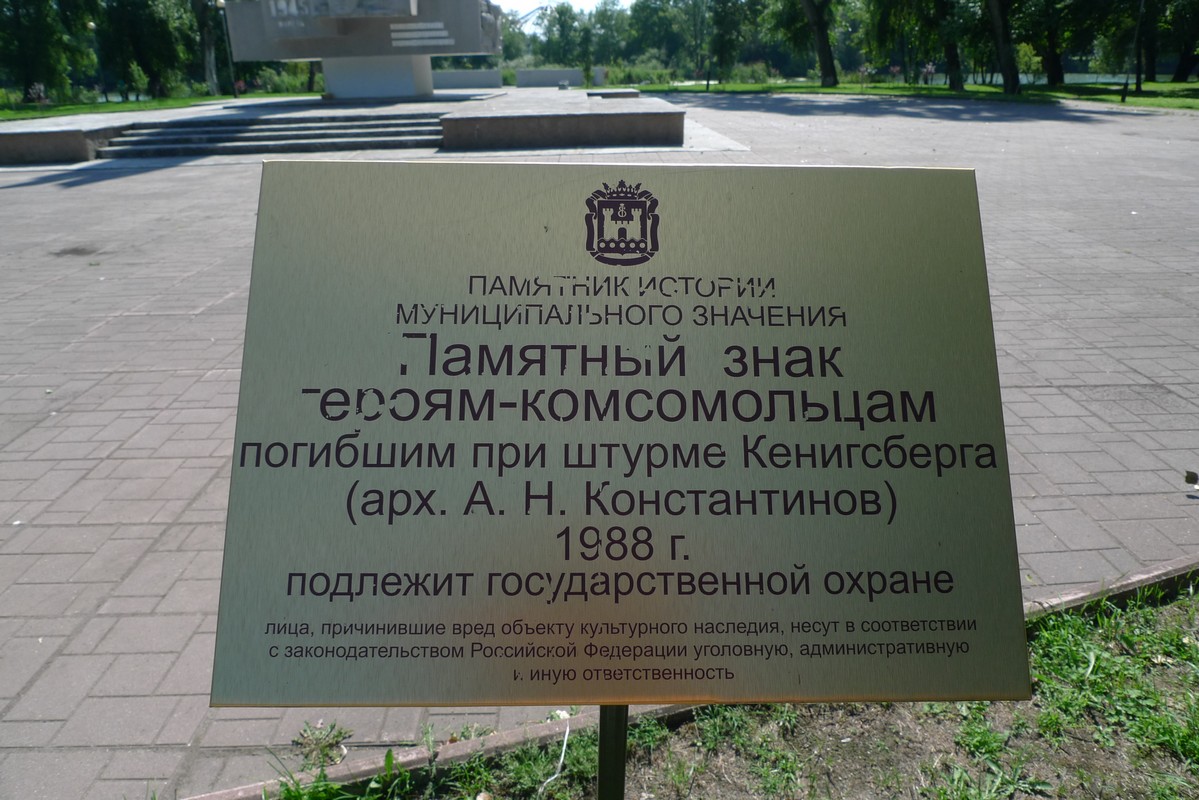 ПАМЯТНИК ИСТОРИИ
МУНИЦИПАЛЬНОГО ЗНАЧЕНИЯ
Памятный знак
героям-комсомольцам
погибшим при штурме Кенигсберга
(арх. А. Н. Константинов)
1988 г.
подлежит государственной охране
лица, причинившие вред объекту культурного наследия, несут в соответствии
с законодательством Российской Федерации уголовную, административную
и иную ответственность